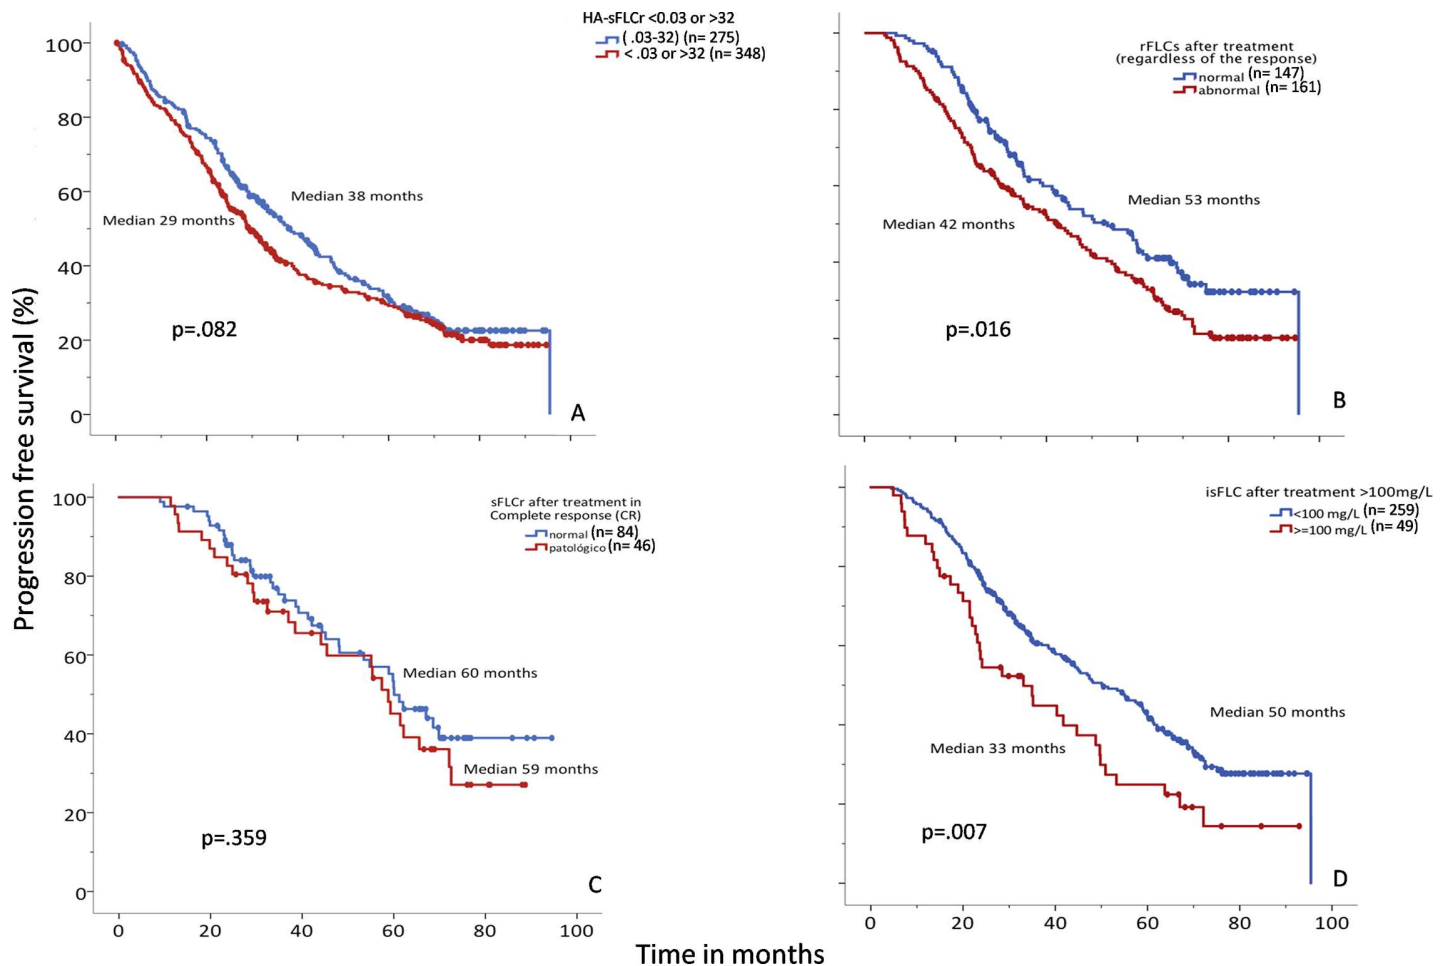 HA-sFLCr <0.03 or >32
( .03-32) (n= 275)
< .03 or >32 (n= 348)
100
80
60
40
20
0
Median 38 months
Median 29 months
p=.082
A
rFLCs after treatment
(regardless of the response)
normal (n= 147)
abnormal (n= 161)
Median 53 months
Median 42 months
p=.016
B
Progression free survival (%)
sFLCr after treatment in
Complete response (CR)
normal (n= 84)
patológico (n= 46)
100
80
60
40
20
0
Median 60 months
Median 59 months
p=.359
C
0 20 40 60 80 100
isFLC after treatment >100mg/L
<100 mg/L (n= 259)
>=100 mg/L (n= 49)
Median 50 months
Median 33 months
p=.007
D
0 20 40 60 80 100
Time in months